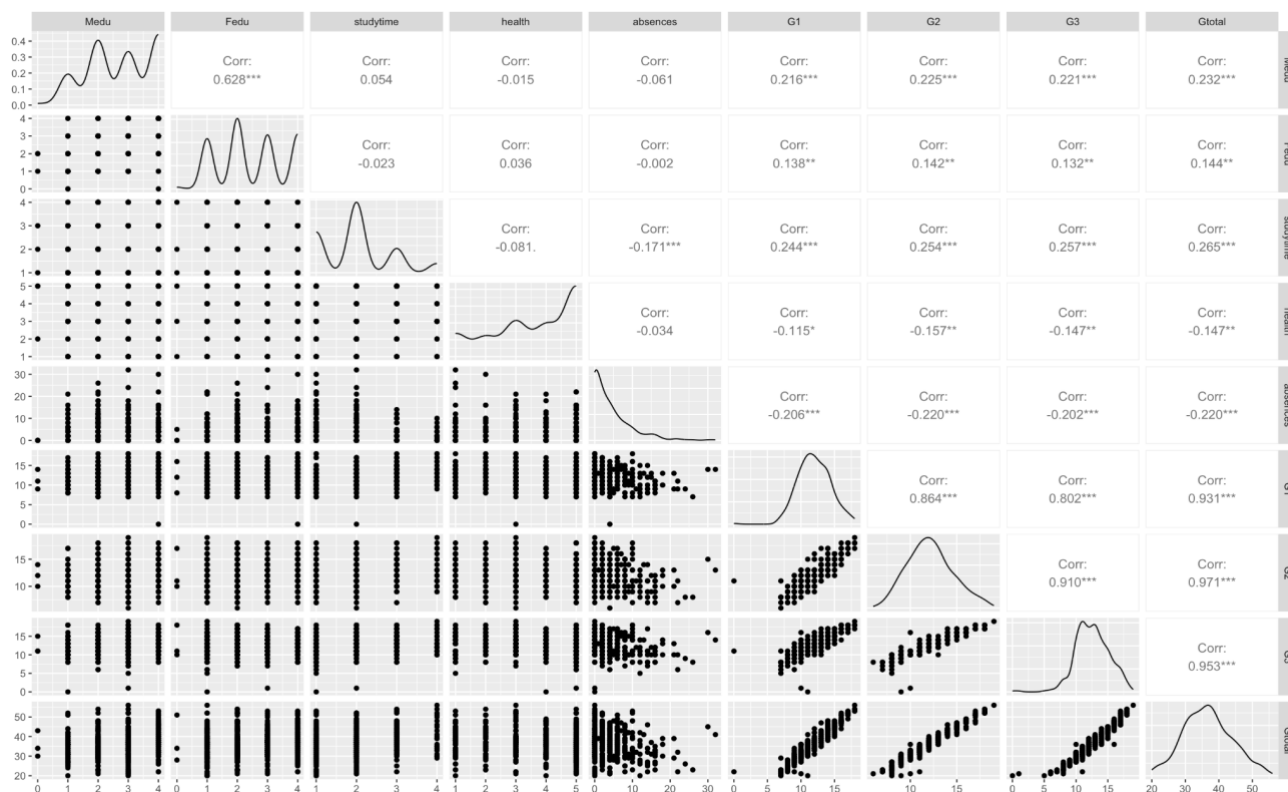 Medu Fedu studytime health absences G1 G2 G3 Gtotal
0.4
0.3
0.2
0.1
0.0
Corr:
0.628***
Corr:
0.054
Corr:
-0.015
Corr:
-0.061
Corr:
0.216***
Corr:
0.225***
Corr:
0.221***
Corr:
0.232***
4
3
2
1
0
Corr:
-0.023
Corr:
0.036
Corr:
-0.002
Corr:
0.138**
Corr:
0.142**
Corr:
0.132**
Corr:
0.144**
4
3
2
1
Corr:
-0.081.
Corr:
-0.171***
Corr:
0.244***
Corr:
0.254***
Corr:
0.257***
Corr:
0.265***
5
4
3
2
1
Corr:
-0.034
Corr:
-0.115*
Corr:
-0.157**
Corr:
-0.147**
Corr:
-0.147**
30
20
10
0
Corr:
-0.206***
Corr:
-0.220***
Corr:
-0.202***
Corr:
-0.220***
15
10
5
0
Corr:
0.864***
Corr:
0.802***
Corr:
0.931***
15
10
Corr:
0.910***
Corr:
0.971***
15
10
5
0
Corr:
0.953***
50
40
30
20
0 1 2 3 4 0 1 2 3 4 1 2 3 4 1 2 3 4 5 0 10 20 30 0 5 10 15 10 15 0 5 10 15 20 30 40 50